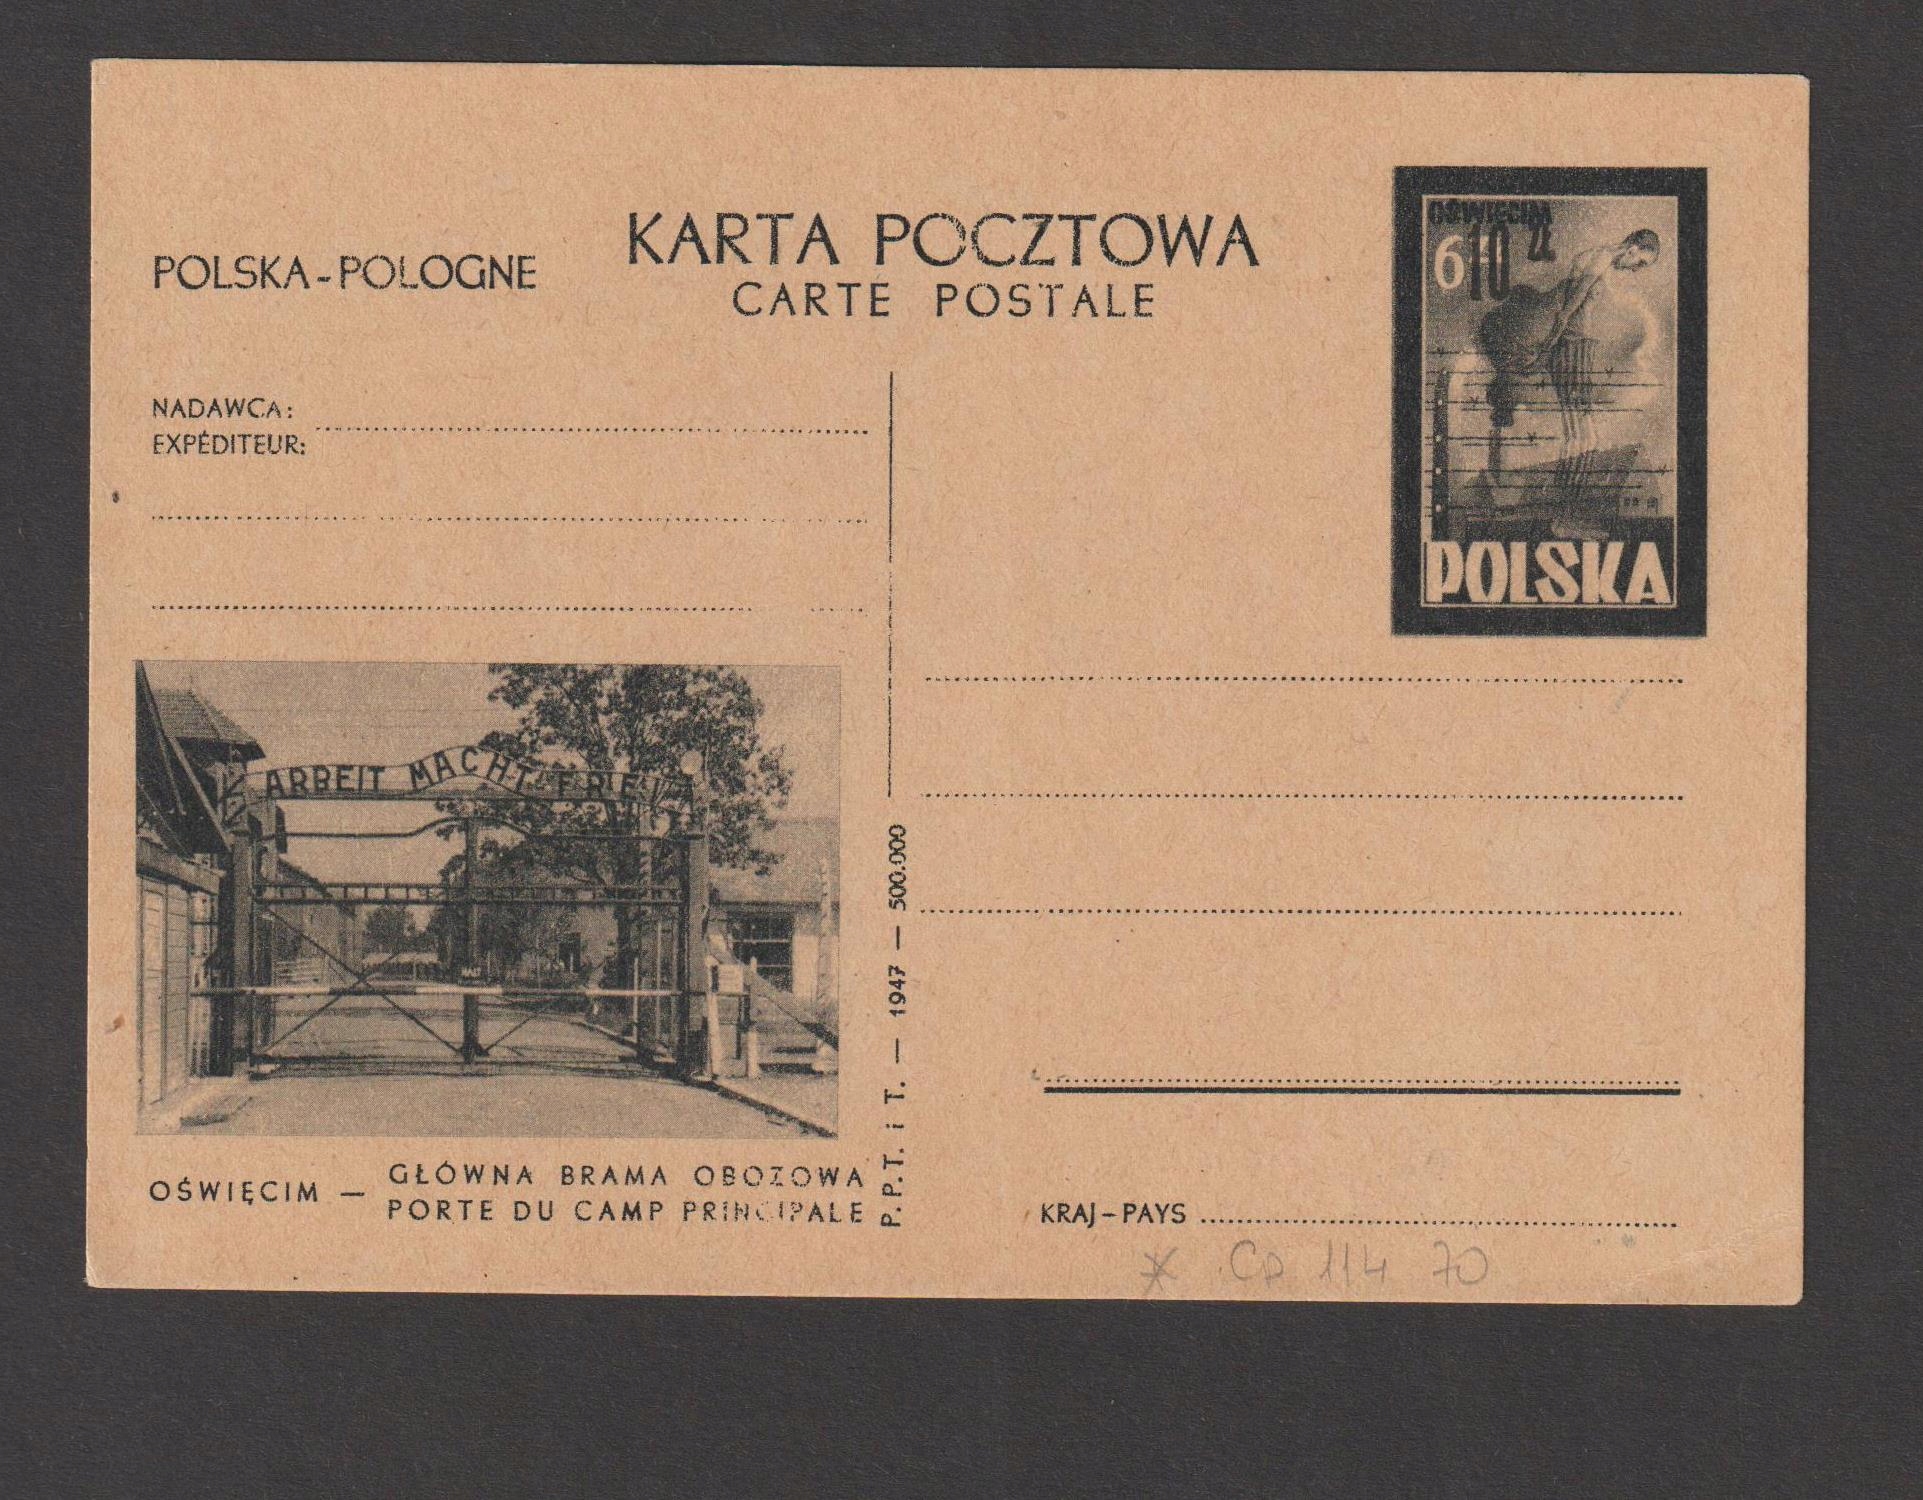 POLSKA-POLOGNE
KARTA POCZTOWA
CARTE POSTALE
OŚWIĘCIM
6 10 ZŁ
POLSKA
NADAWCA:
EXPÉDITEUR:
ARBEIT MACHT FREI
OŚWIĘCIM — GŁÓWNA BRAMA OBOZOWA
PORTE DU CAMP PRINCIPALE
P. P. T. i T. — 1947 — 500.000
KRAJ-PAYS
Cp 114 70